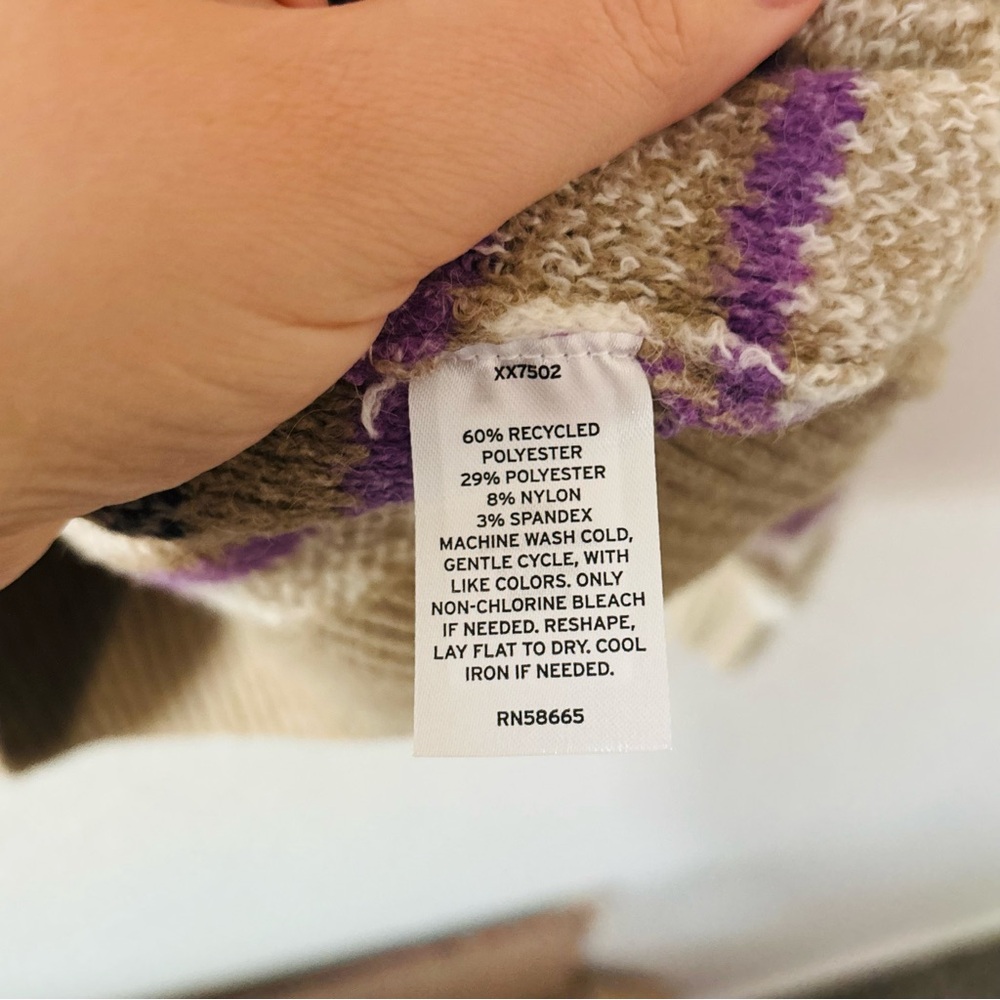 XX7502
60% RECYCLED
POLYESTER
29% POLYESTER
8% NYLON
3% SPANDEX
MACHINE WASH COLD,
GENTLE CYCLE, WITH
LIKE COLORS. ONLY
NON-CHLORINE BLEACH
IF NEEDED. RESHAPE,
LAY FLAT TO DRY. COOL
IRON IF NEEDED.
RN58665